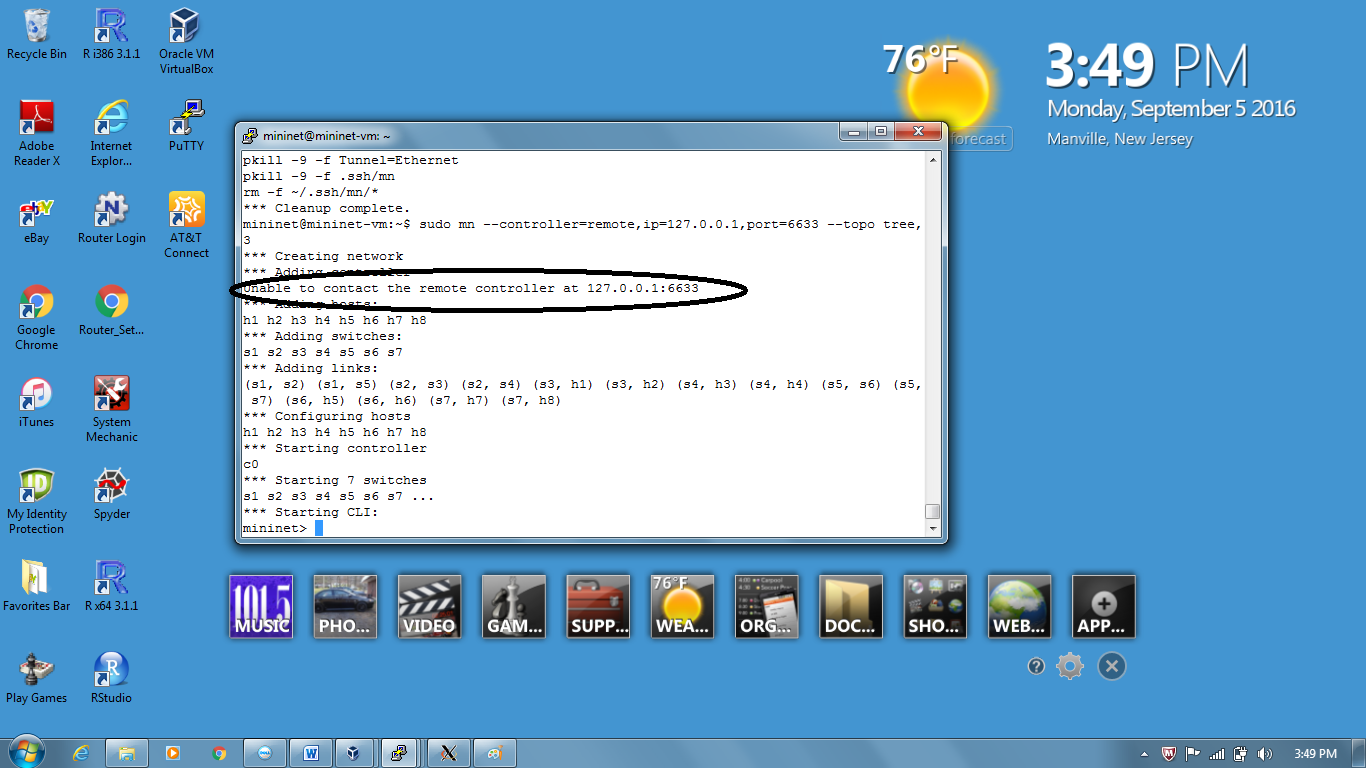 Recycle Bin
R i386 3.1.1
Oracle VM
VirtualBox
Adobe
Reader X
Internet
Explor...
PuTTY
eBay
Router Login
AT&T
Connect
Google
Chrome
Router_Set...
iTunes
System
Mechanic
My Identity
Protection
Spyder
Favorites Bar
R x64 3.1.1
Play Games
RStudio
76°F
forecast
3:49 PM
Monday, September 5 2016
Manville, New Jersey
mininet@mininet-vm: ~
pkill -9 -f Tunnel=Ethernet
pkill -9 -f .ssh/mn
rm -f ~/.ssh/mn/*
*** Cleanup complete.
mininet@mininet-vm:~$ sudo mn --controller=remote,ip=127.0.0.1,port=6633 --topo tree,
3
*** Creating network
*** Adding controller
Unable to contact the remote controller at 127.0.0.1:6633
*** Adding hosts:
h1 h2 h3 h4 h5 h6 h7 h8
*** Adding switches:
s1 s2 s3 s4 s5 s6 s7
*** Adding links:
(s1, s2) (s1, s5) (s2, s3) (s2, s4) (s3, h1) (s3, h2) (s4, h3) (s4, h4) (s5, s6) (s5,
s7) (s6, h5) (s6, h6) (s7, h7) (s7, h8)
*** Configuring hosts
h1 h2 h3 h4 h5 h6 h7 h8
*** Starting controller
c0
*** Starting 7 switches
s1 s2 s3 s4 s5 s6 s7 ...
*** Starting CLI:
mininet>
101.5
MUSIC
PHO...
VIDEO
GAM...
SUPP...
76°F
WEA...
ORG...
DOC...
SHO...
WEB...
APP...
3:49 PM